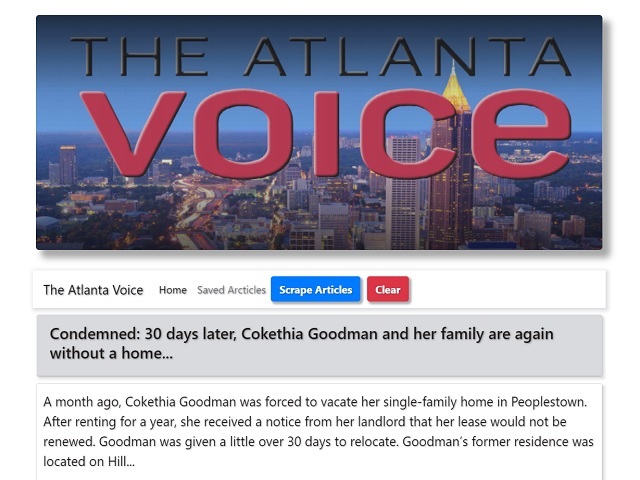 THE ATLANTA
VOICE
The Atlanta Voice Home Saved Arcticles Scrape Articles Clear
Condemned: 30 days later, Cokethia Goodman and her family are again
without a home...
A month ago, Cokethia Goodman was forced to vacate her single-family home in Peoplestown.
After renting for a year, she received a notice from her landlord that her lease would not be
renewed. Goodman was given a little over 30 days to relocate. Goodman’s former residence was
located on Hill...